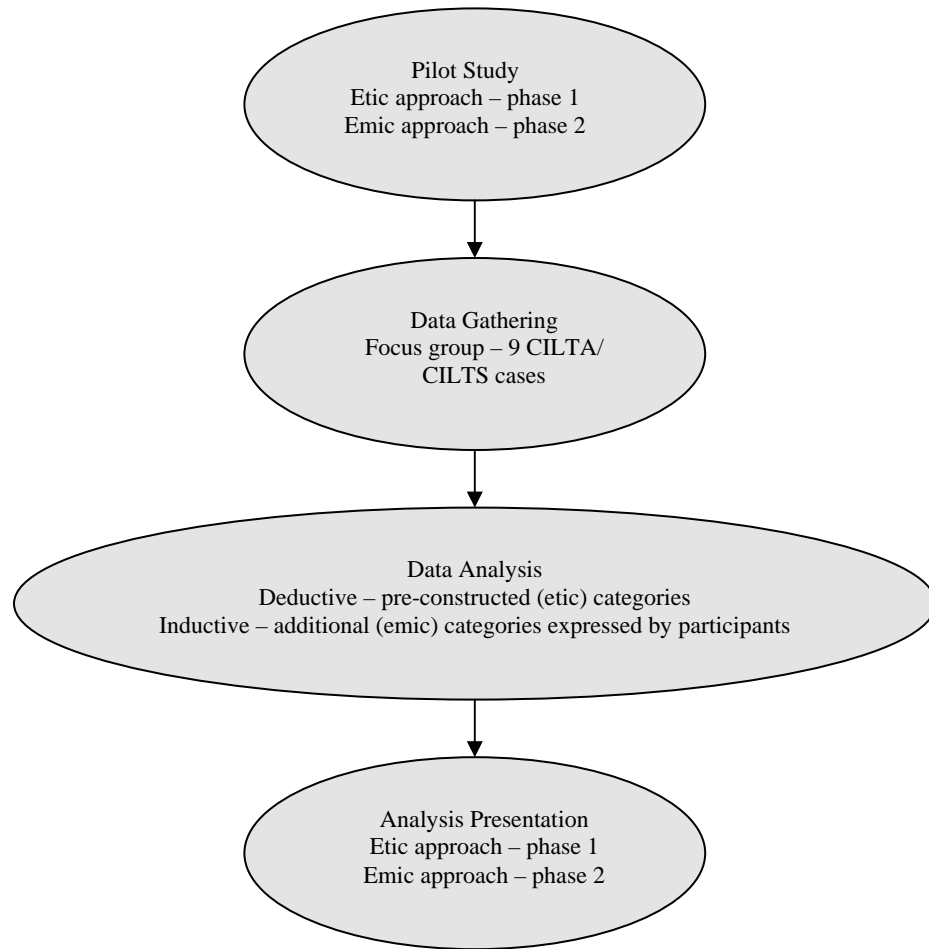 Pilot Study
Etic approach – phase 1
Emic approach – phase 2
Data Gathering
Focus group – 9 CILTA/
CILTS cases
Data Analysis
Deductive – pre-constructed (etic) categories
Inductive – additional (emic) categories expressed by participants
Analysis Presentation
Etic approach – phase 1
Emic approach – phase 2